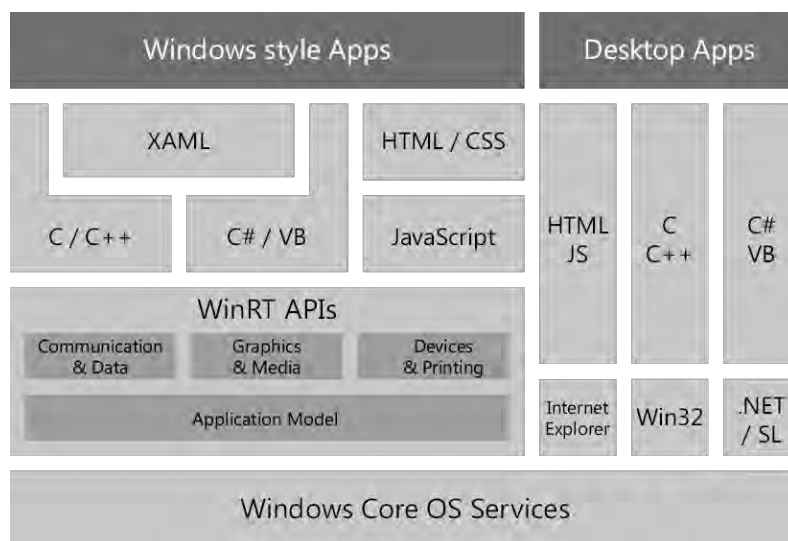 Windows style Apps
Desktop Apps
XAML
HTML / CSS
C / C++
C# / VB
JavaScript
HTML
JS
C
C++
C#
VB
WinRT APIs
Communication
& Data
Graphics
& Media
Devices
& Printing
Application Model
Internet
Explorer
Win32
.NET
/ SL
Windows Core OS Services